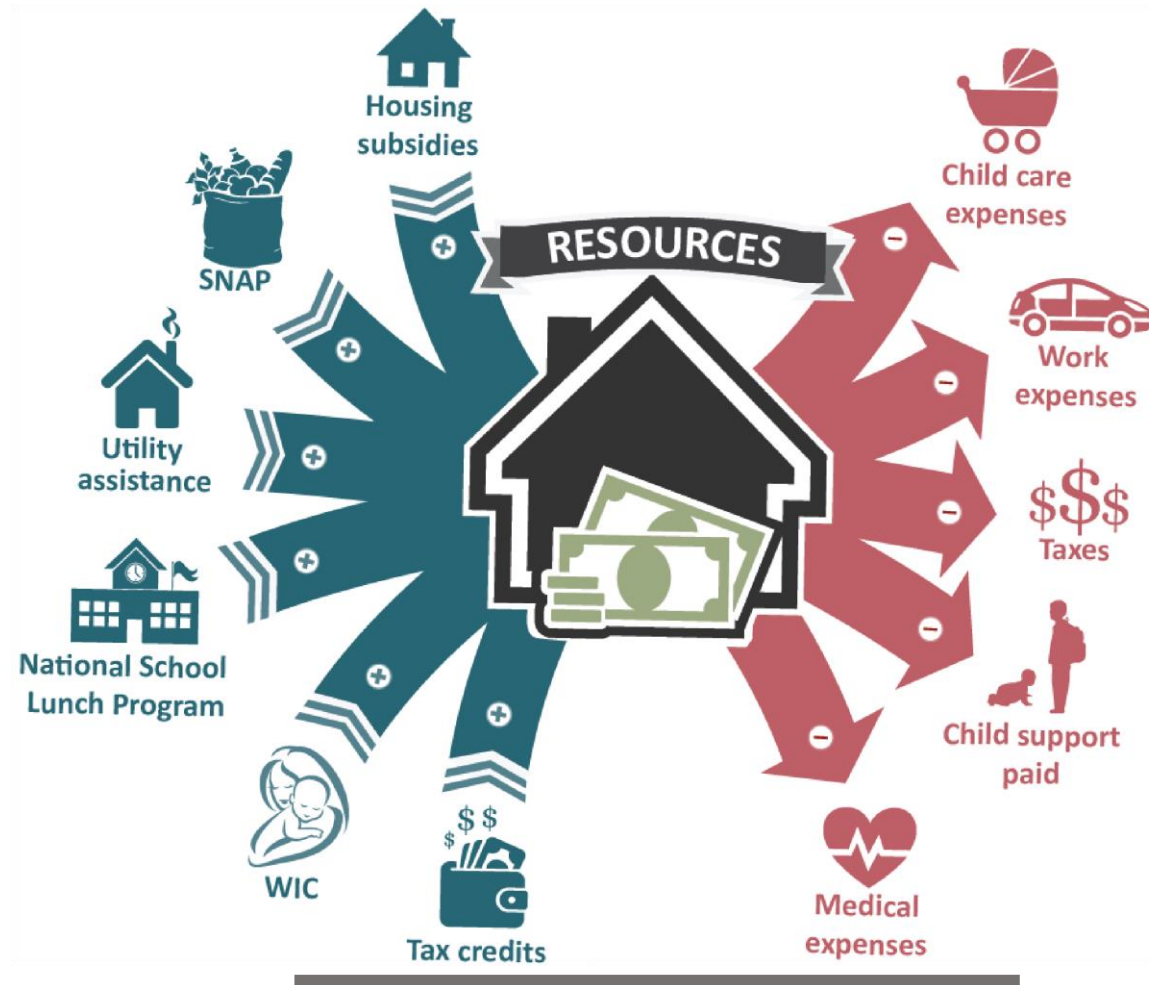 Housing
subsidies
SNAP
Utility
assistance
National School
Lunch Program
WIC
$ $ $
Tax credits
RESOURCES
Child care
expenses
Work
expenses
$$$
Taxes
Child support
paid
Medical
expenses